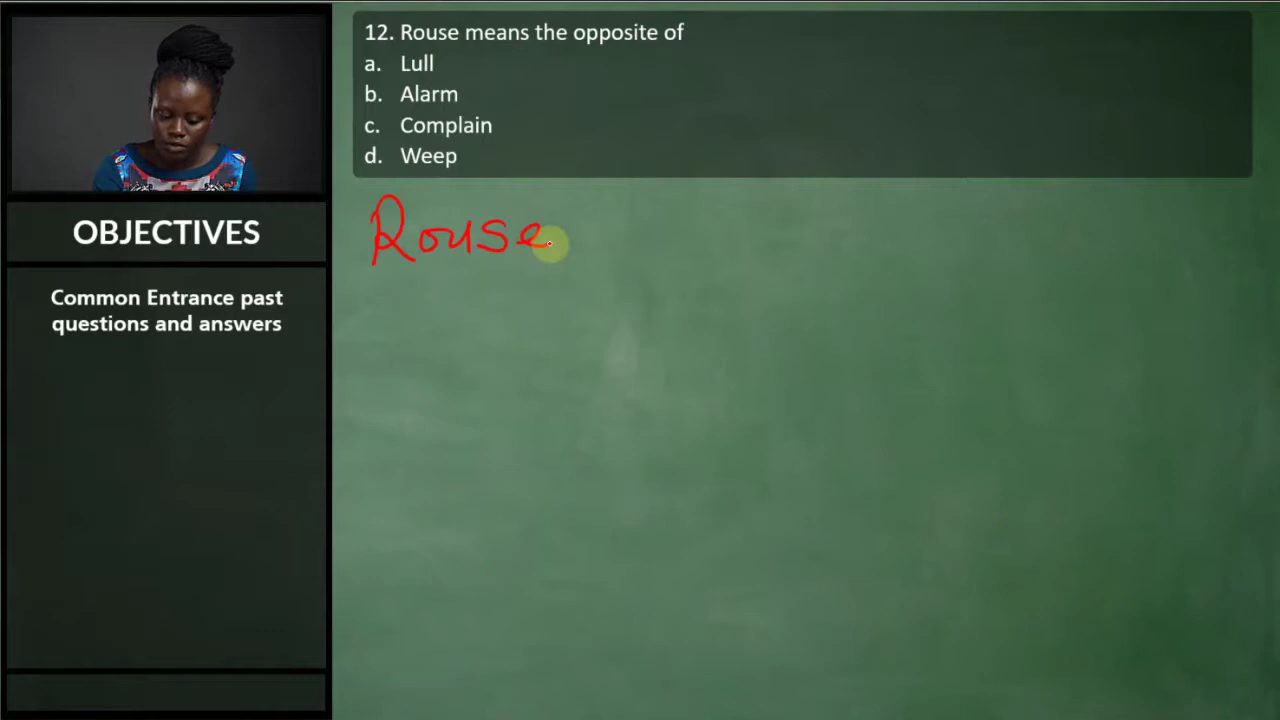 12. Rouse means the opposite of
a. Lull
b. Alarm
c. Complain
d. Weep
Rouse
OBJECTIVES
Common Entrance past
questions and answers